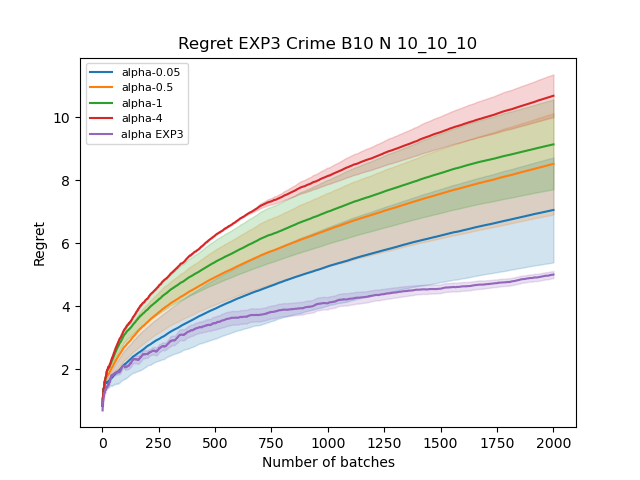 Regret EXP3 Crime B10 N 10_10_10
alpha-0.05
alpha-0.5
alpha-1
alpha-4
alpha EXP3
10
8
6
4
2
Regret
0 250 500 750 1000 1250 1500 1750 2000
Number of batches